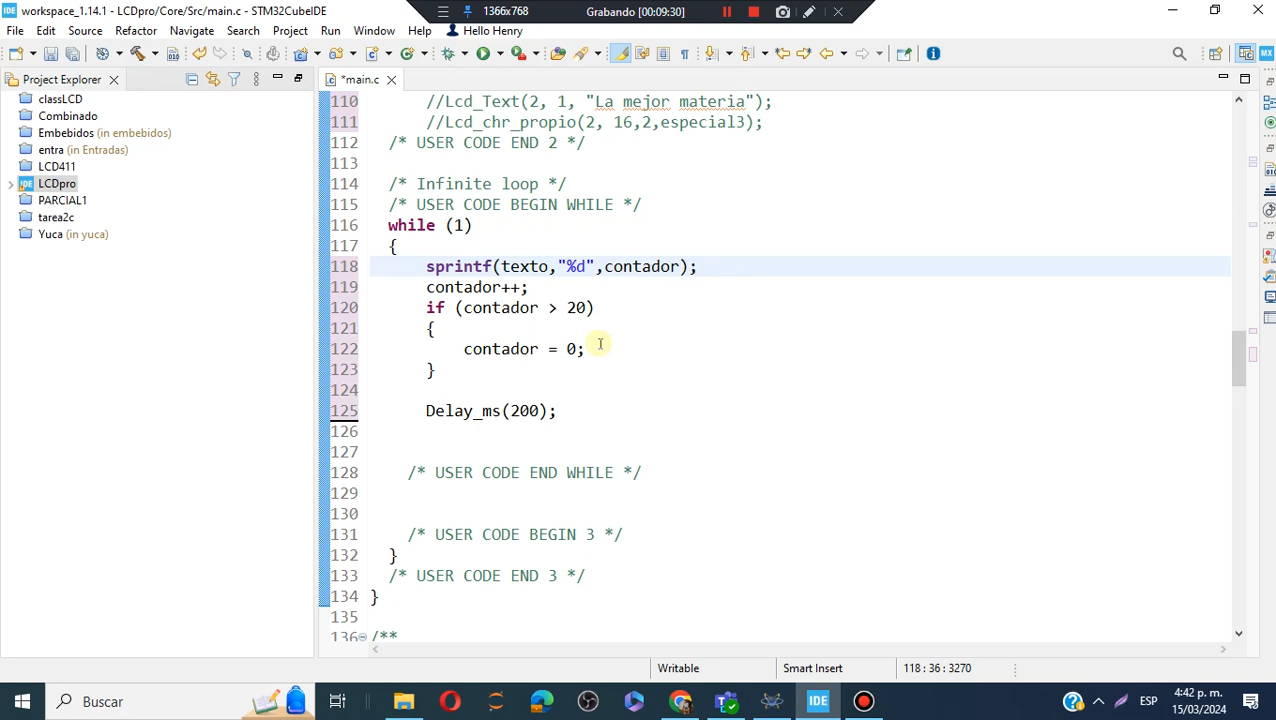 workspace_1.14.1 - LCDpro/Core/Src/main.c - STM32CubeIDE
1366x768
Grabando (00:09:30)
File Edit Source Refactor Navigate Search Project Run Window Help Hello Henry
Project Explorer
*main.c
classLCD
Combinado
Embebidos (in embebidos)
entra (in Entradas)
LCD411
LCDpro
PARCIAL1
tarea2c
Yuca (in yuca)
110 //Lcd_Text(2, 1, "La mejor materia");
111 //Lcd_chr_propio(2, 16,2,especial3);
112 /* USER CODE END 2 */
113
114 /* Infinite loop */
115 /* USER CODE BEGIN WHILE */
116 while (1)
117 {
118 sprintf(texto,"%d",contador);
119 contador++;
120 if (contador > 20)
121 {
122 contador = 0;
123 }
124
125 Delay_ms(200);
126
127
128 /* USER CODE END WHILE */
129
130
131 /* USER CODE BEGIN 3 */
132 }
133 /* USER CODE END 3 */
134 }
135
136 /**
Writable Smart Insert 118 : 36 : 3270
Buscar
ESP
4:42 p. m.
15/03/2024